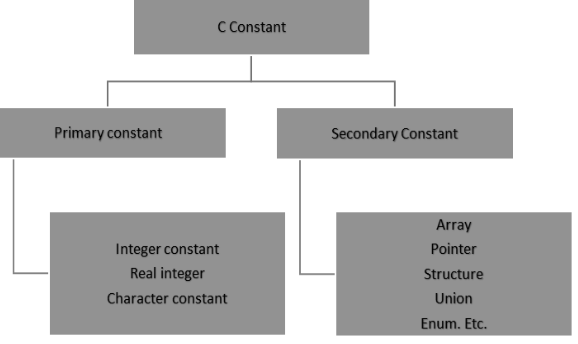 C Constant
Primary constant
Secondary Constant
Integer constant
Real integer
Character constant
Array
Pointer
Structure
Union
Enum. Etc.